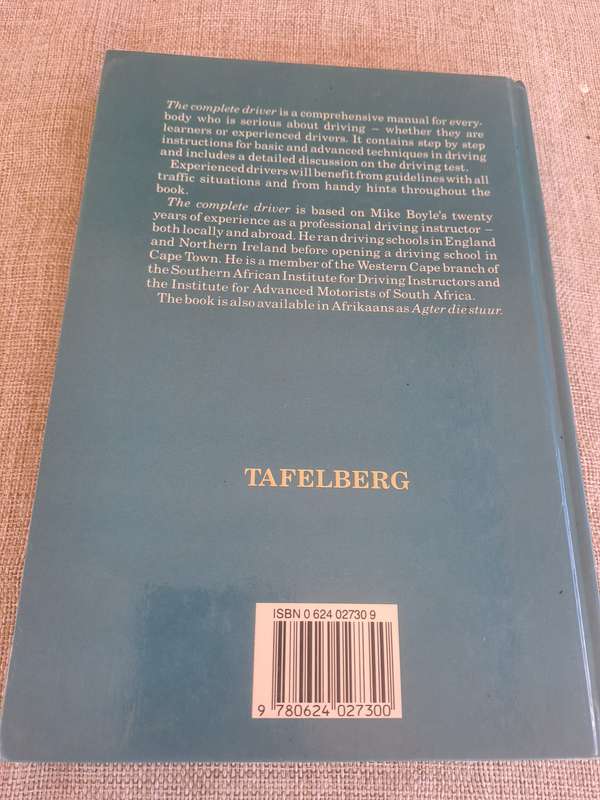 The complete driver is a comprehensive manual for every-
body who is serious about driving – whether they are
learners or experienced drivers. It contains step by step
instructions for basic and advanced techniques in driving
and includes a detailed discussion on the driving test.
Experienced drivers will benefit from guidelines with all
traffic situations and from handy hints throughout the
book.
The complete driver is based on Mike Boyle's twenty
years of experience as a professional driving instructor –
both locally and abroad. He ran driving schools in England
and Northern Ireland before opening a driving school in
Cape Town. He is a member of the Western Cape branch of
the Southern African Institute for Driving Instructors and
the Institute for Advanced Motorists of South Africa.
The book is also available in Afrikaans as Agter die stuur.
TAFELBERG
ISBN 0 624 02730 9
9 780624 027300